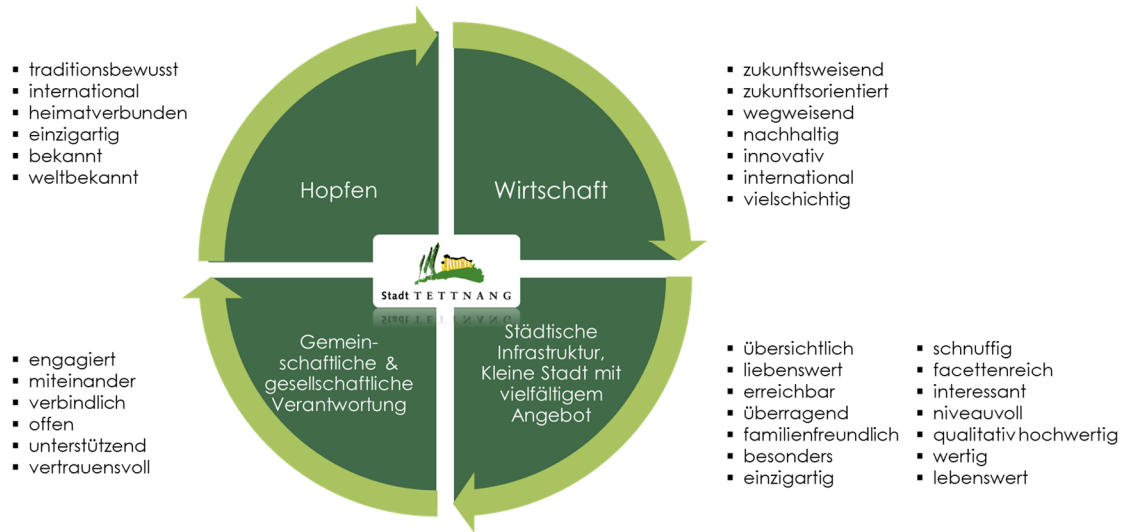 ▪ traditionsbewusst
▪ international
▪ heimatverbunden
▪ einzigartig
▪ bekannt
▪ weltbekannt
Hopfen
Wirtschaft
▪ zukunftsweisend
▪ zukunftsorientiert
▪ wegweisend
▪ nachhaltig
▪ innovativ
▪ international
▪ vielschichtig
Stadt TETTNANG
▪ engagiert
▪ miteinander
▪ verbindlich
▪ offen
▪ unterstützend
▪ vertrauensvoll
Gemein-
schaftliche &
gesellschaftliche
Verantwortung
Städtische
Infrastruktur,
Kleine Stadt mit
vielfältigem
Angebot
▪ übersichtlich
▪ liebenswert
▪ erreichbar
▪ überragend
▪ familienfreundlich
▪ besonders
▪ einzigartig
▪ schnuffig
▪ facettenreich
▪ interessant
▪ niveauvoll
▪ qualitativ hochwertig
▪ wertig
▪ lebenswert